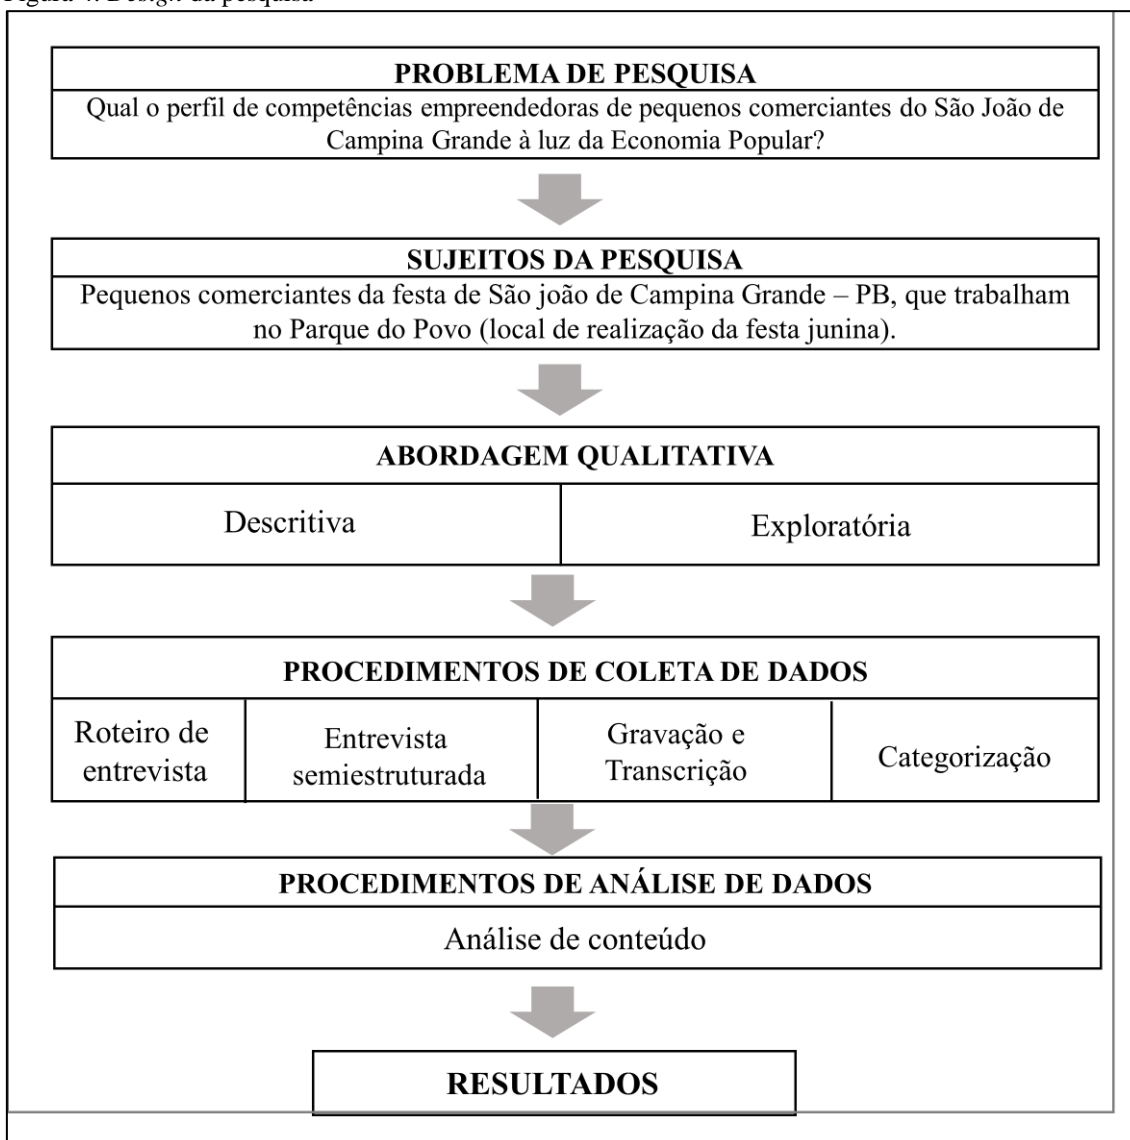 PROBLEMA DE PESQUISA
Qual o perfil de competências empreendedoras de pequenos comerciantes do São João de
Campina Grande à luz da Economia Popular?
SUJEITOS DA PESQUISA
Pequenos comerciantes da festa de São joão de Campina Grande – PB, que trabalham
no Parque do Povo (local de realização da festa junina).
ABORDAGEM QUALITATIVA
Descritiva
Exploratória
PROCEDIMENTOS DE COLETA DE DADOS
Roteiro de
entrevista
Entrevista
semiestruturada
Gravação e
Transcrição
Categorização
PROCEDIMENTOS DE ANÁLISE DE DADOS
Análise de conteúdo
RESULTADOS